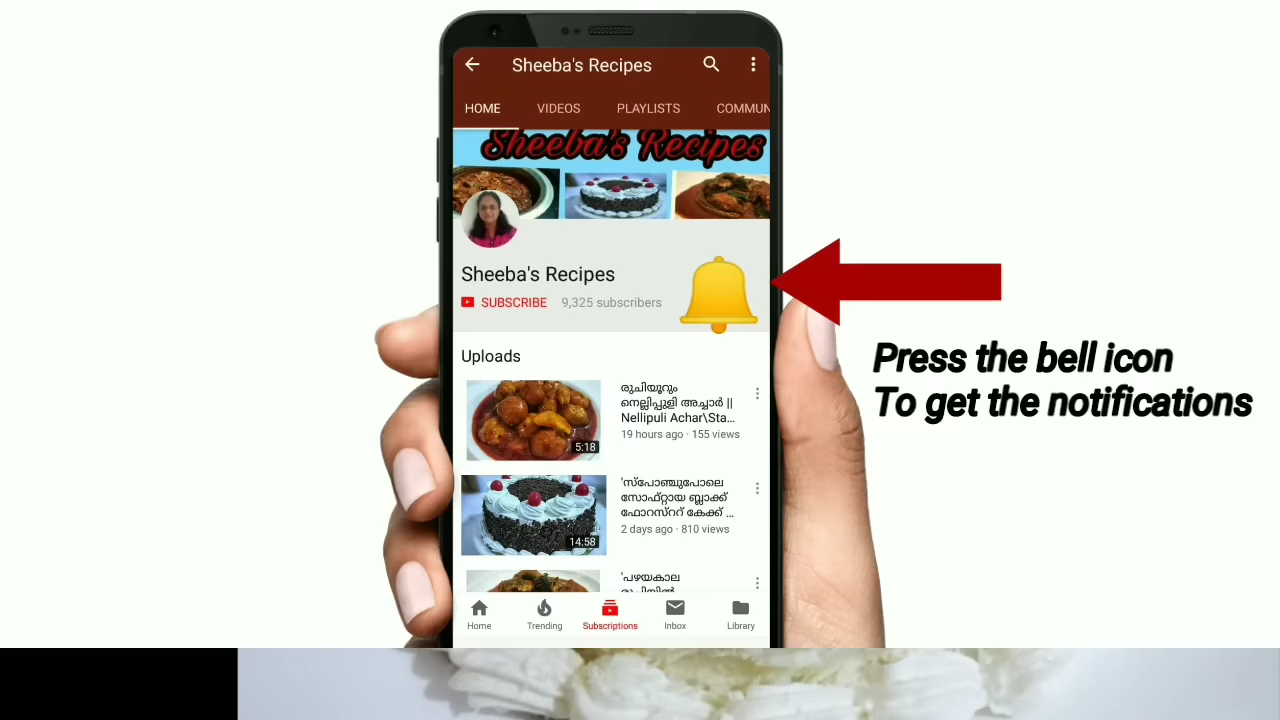 Sheeba's Recipes
HOME VIDEOS PLAYLISTS COMMUN
Sheeba's Recipes
Sheeba's Recipes
SUBSCRIBE 9,325 subscribers
Press the bell icon
To get the notifications
Uploads
രുചിയൂറും
നെല്ലിപ്പുളി അച്ചാർ ||
Nellipuli Achar\Sta...
19 hours ago · 155 views
5:18
'സ്പോഞ്ചുപോലെ
സോഫ്റ്റായ ബ്ലാക്ക്
ഫോറസ്ററ് കേക്ക് ...
2 days ago · 810 views
14:58
'പഴയകാല
രുചിയിൽ
Home Trending Subscriptions Inbox Library